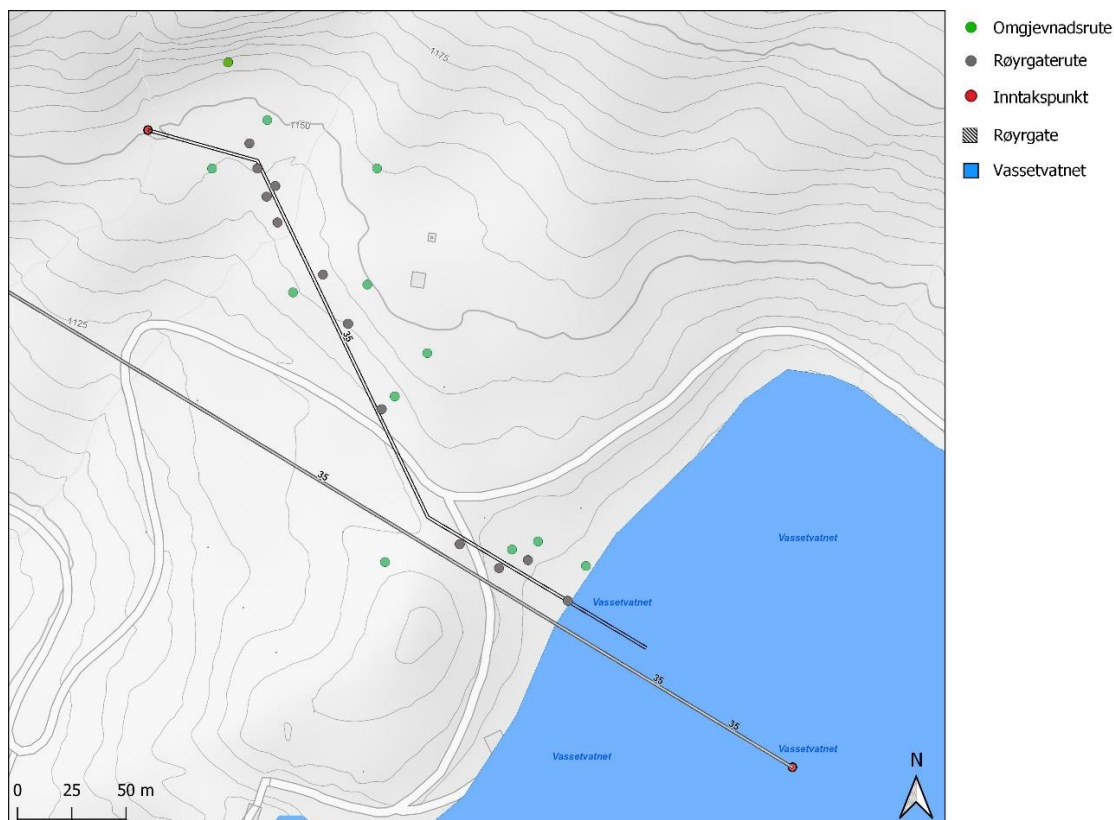 Omgjevnadsrute
Røyrgaterute
Inntakspunkt
Røyrgate
Vassetvatnet
1175
1150
1125
35
35
Vassetvatnet
Vassetvatnet
35
35
Vassetvatnet
Vassetvatnet
N
0 25 50 m